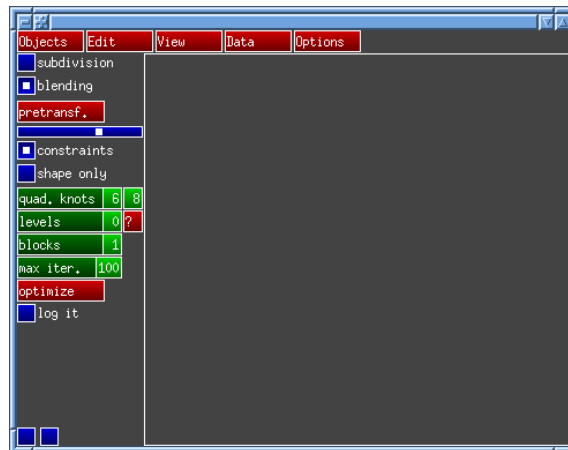 Objects Edit View Data Options
subdivision
blending
pretransf.
constraints
shape only
quad. knots 6 8
levels 0 ?
blocks 1
max iter. 100
optimize
log it